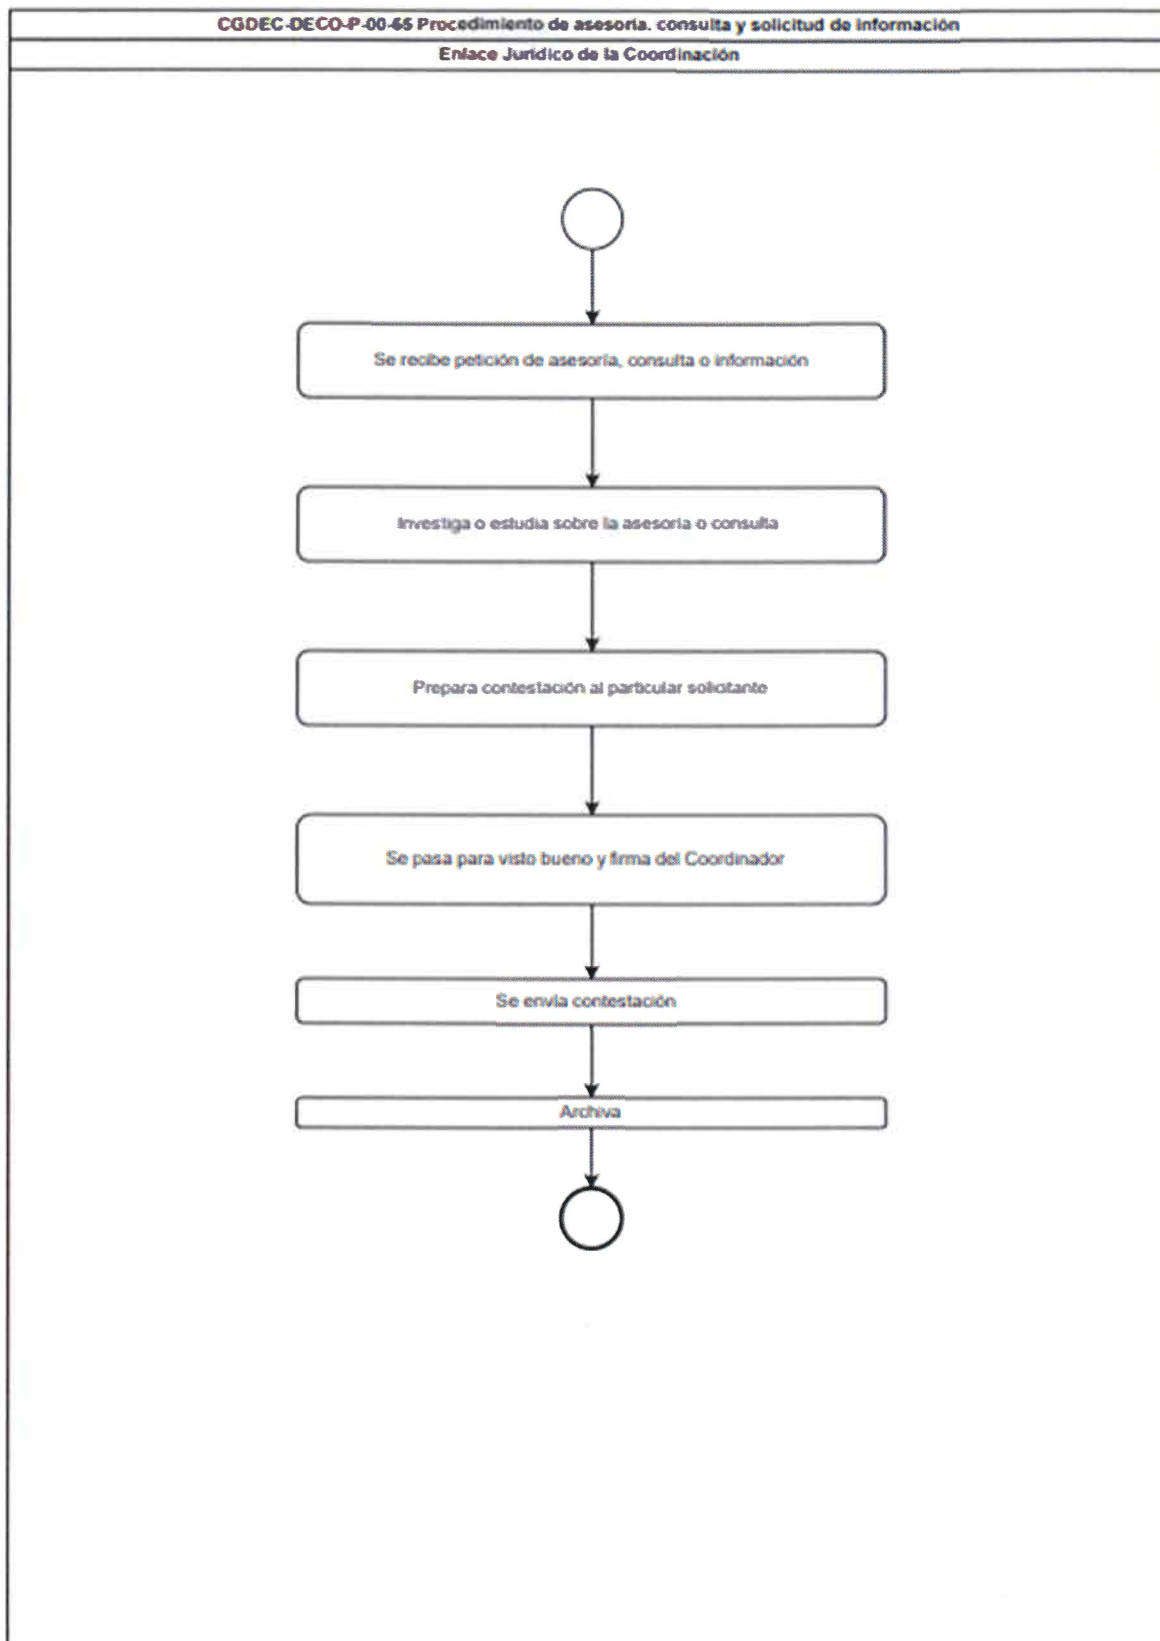 CGDEC-DECO-P-00-65 Procedimiento de asesoría. consulta y solicitud de información
Enlace Jurídico de la Coordinación
Se recibe petición de asesoría, consulta o información
Investiga o estudia sobre la asesoría o consulta
Prepara contestación al particular solicitante
Se pasa para visto bueno y firma del Coordinador
Se envía contestación
Archiva